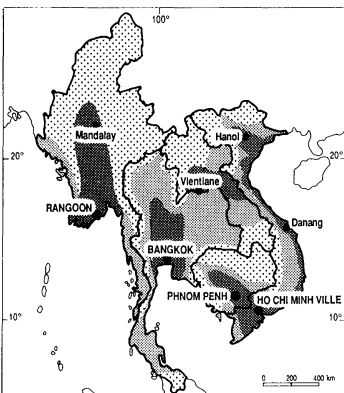 100°
10°
Mandalay
Hanoi
20°
20°
Vientiane
RANGOON
Danang
BANGKOK
PHNOM PENH
HO CHI MINH VILLE
10°
10°
0 200 400 km